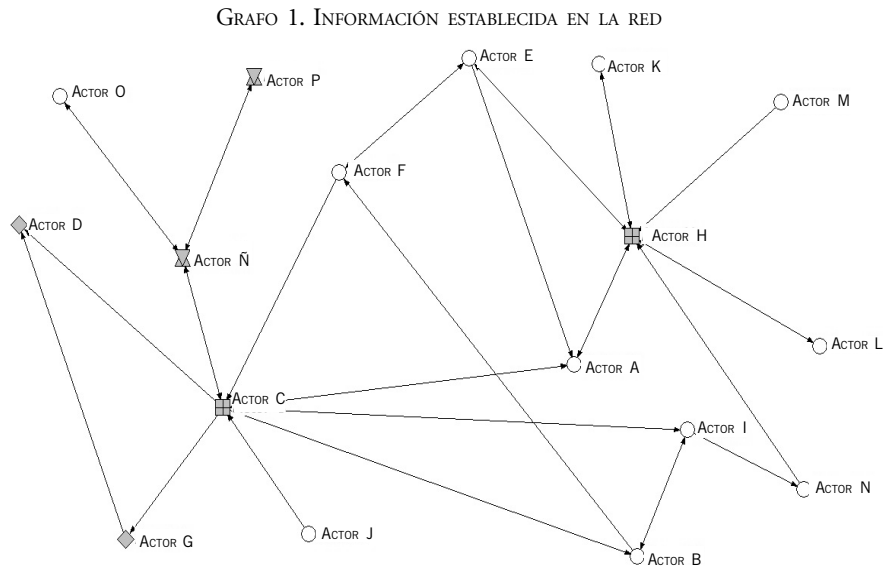 GRAFO 1. INFORMACIÓN ESTABLECIDA EN LA RED
ACTOR E
ACTOR K
ACTOR P
ACTOR O
ACTOR M
ACTOR F
ACTOR D
ACTOR H
ACTOR Ñ
ACTOR L
ACTOR A
ACTOR C
ACTOR I
ACTOR N
ACTOR J
ACTOR G
ACTOR B